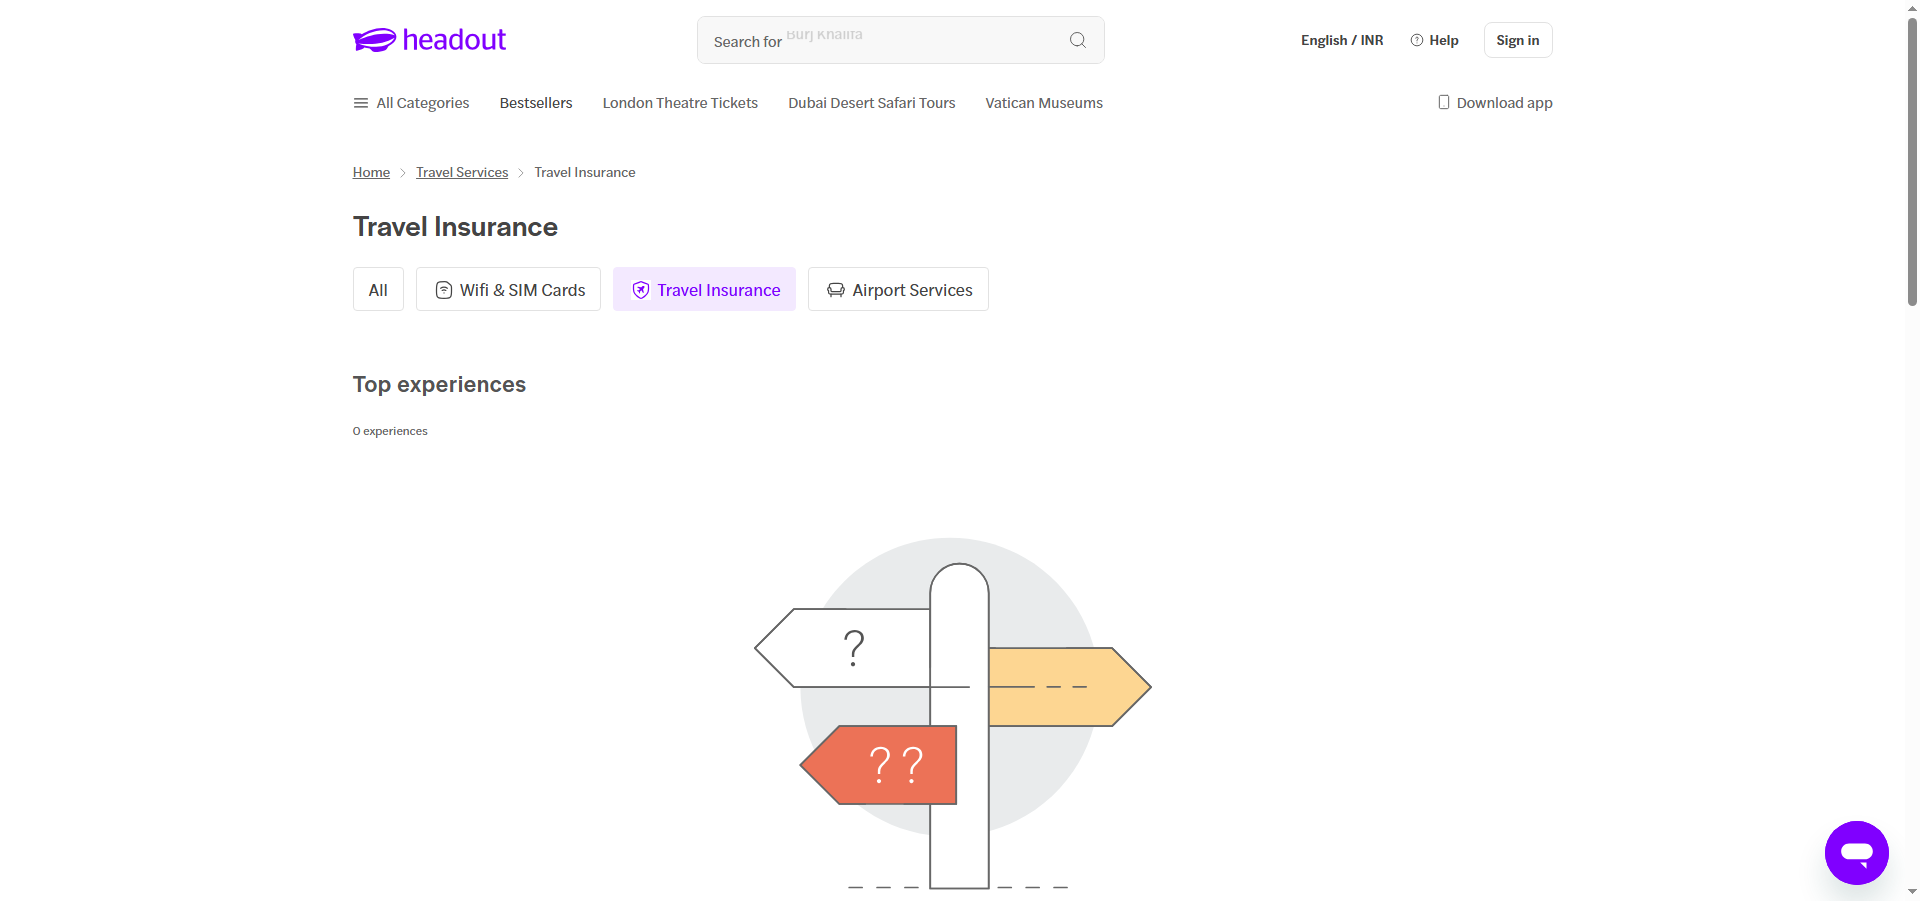 headout
Search for Burj Khalifa
English / INR
Help
Sign in
All Categories
Bestsellers
London Theatre Tickets
Dubai Desert Safari Tours
Vatican Museums
Download app
Home
Travel Services
Travel Insurance
Travel Insurance
All
Wifi & SIM Cards
Travel Insurance
Airport Services
Top experiences
0 experiences
?
??